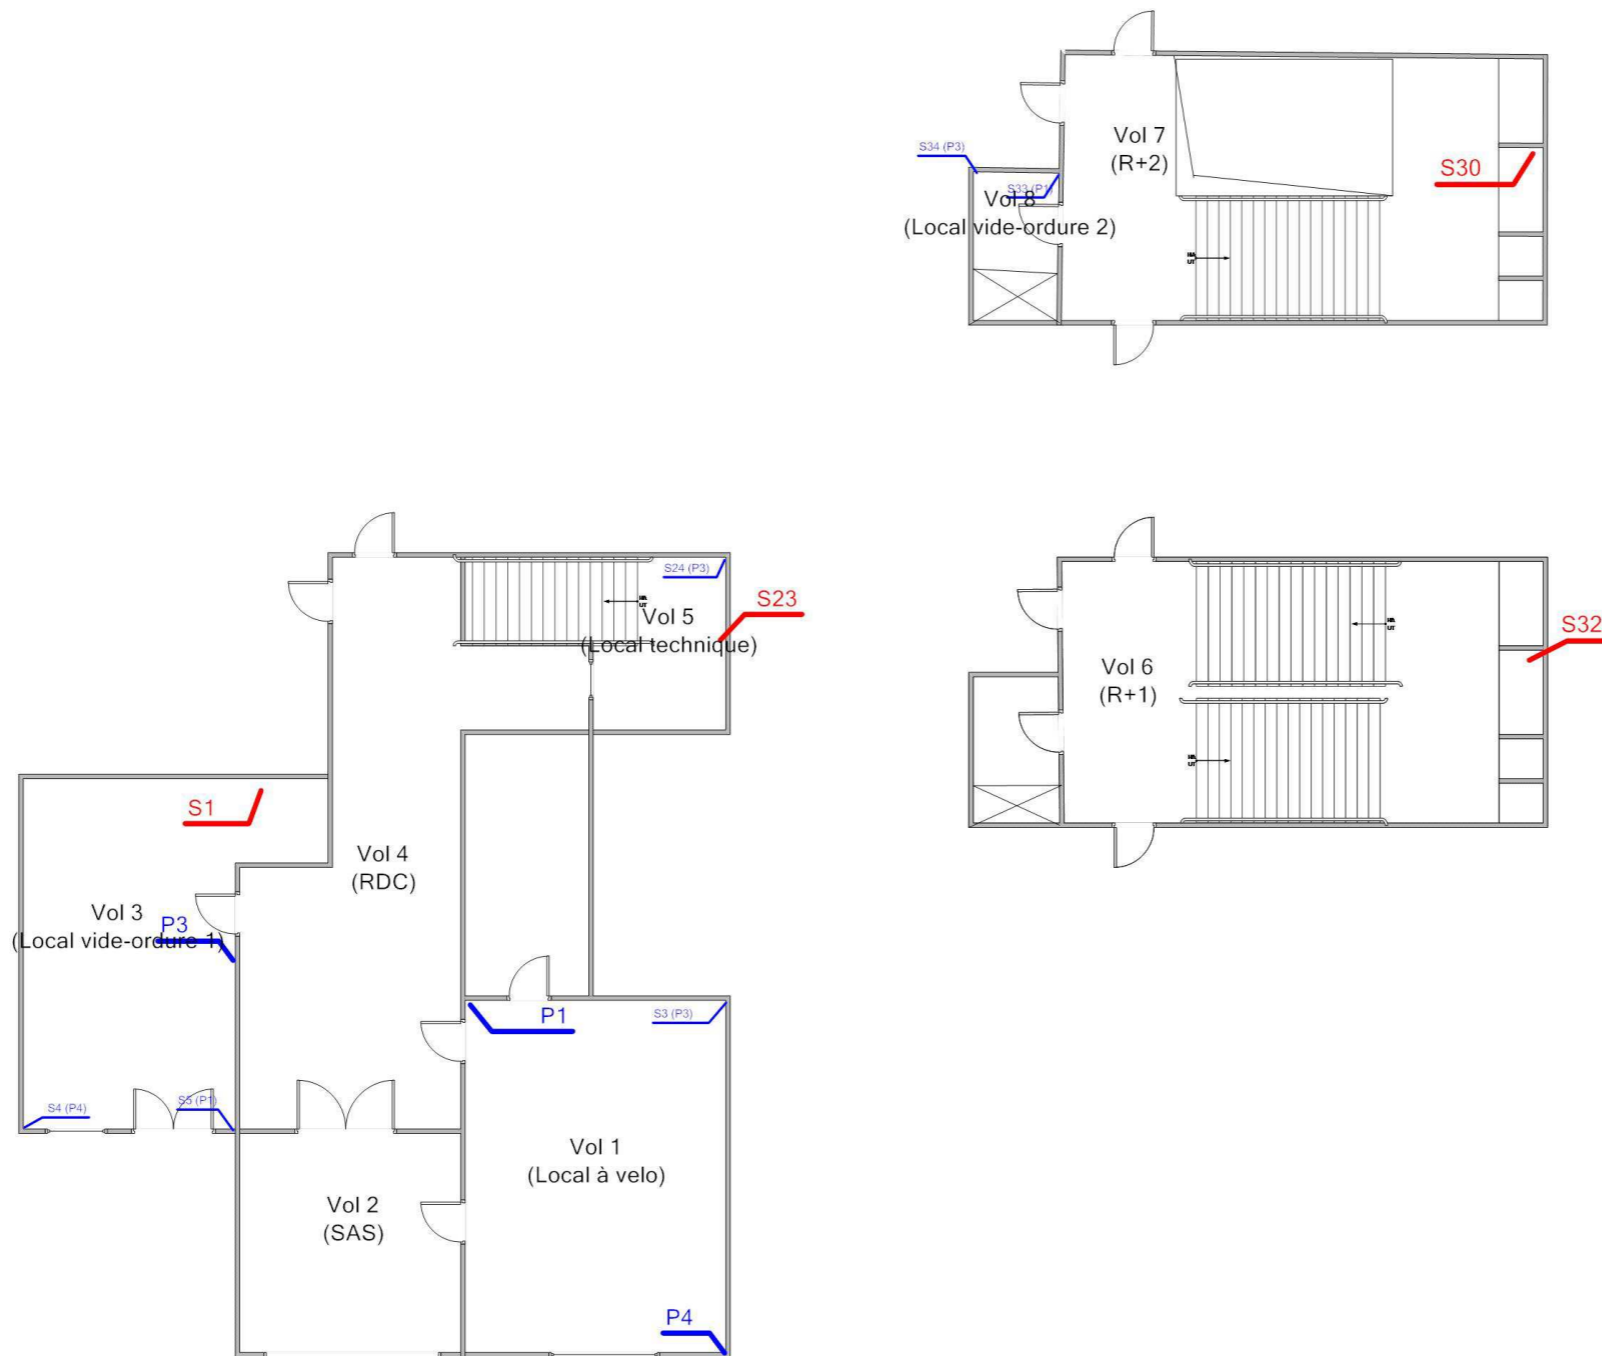 S34 (P3)
Vol 7
(R+2)
S30
S33 (P1)
Vol 8
(Local vide-ordure 2)
S24 (P3)
S23
Vol 5
(Local technique)
S32
Vol 6
(R+1)
S1
Vol 4
(RDC)
Vol 3
P3
(Local vide-ordure 1)
P1
S3 (P3)
S4 (P4)
S5 (P1)
Vol 1
(Local à velo)
Vol 2
(SAS)
P4